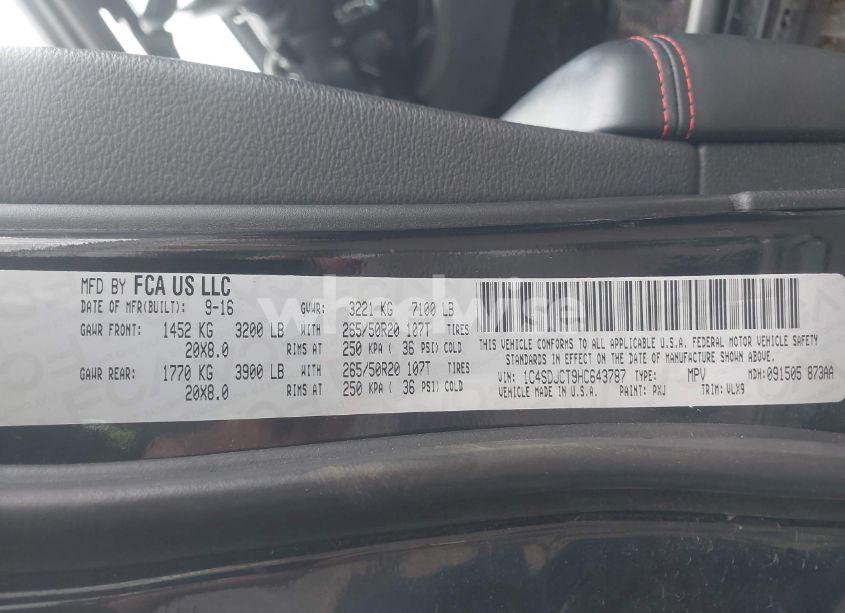 MFD BY FCA US LLC
DATE OF MFR(BUILT): 9-16 GVWR: 3221 KG 7100 LB
GAWR FRONT: 1452 KG 3200 LB WITH 265/50R20 107T TIRES
20X8.0 RIMS AT 250 KPA ( 36 PSI) COLD
GAWR REAR: 1770 KG 3900 LB WITH 265/50R20 107T TIRES
20X8.0 RIMS AT 250 KPA ( 36 PSI) COLD
THIS VEHICLE CONFORMS TO ALL APPLICABLE U.S.A. FEDERAL MOTOR VEHICLE SAFETY
STANDARDS IN EFFECT ON THE DATE OF MANUFACTURE SHOWN ABOVE.
VIN: 1C4SDJCT9HC643787 TYPE: MPV MDH: 091505 873AA
VEHICLE MADE IN U.S.A. PAINT: PXJ TRIM: VLX9
wheelwise